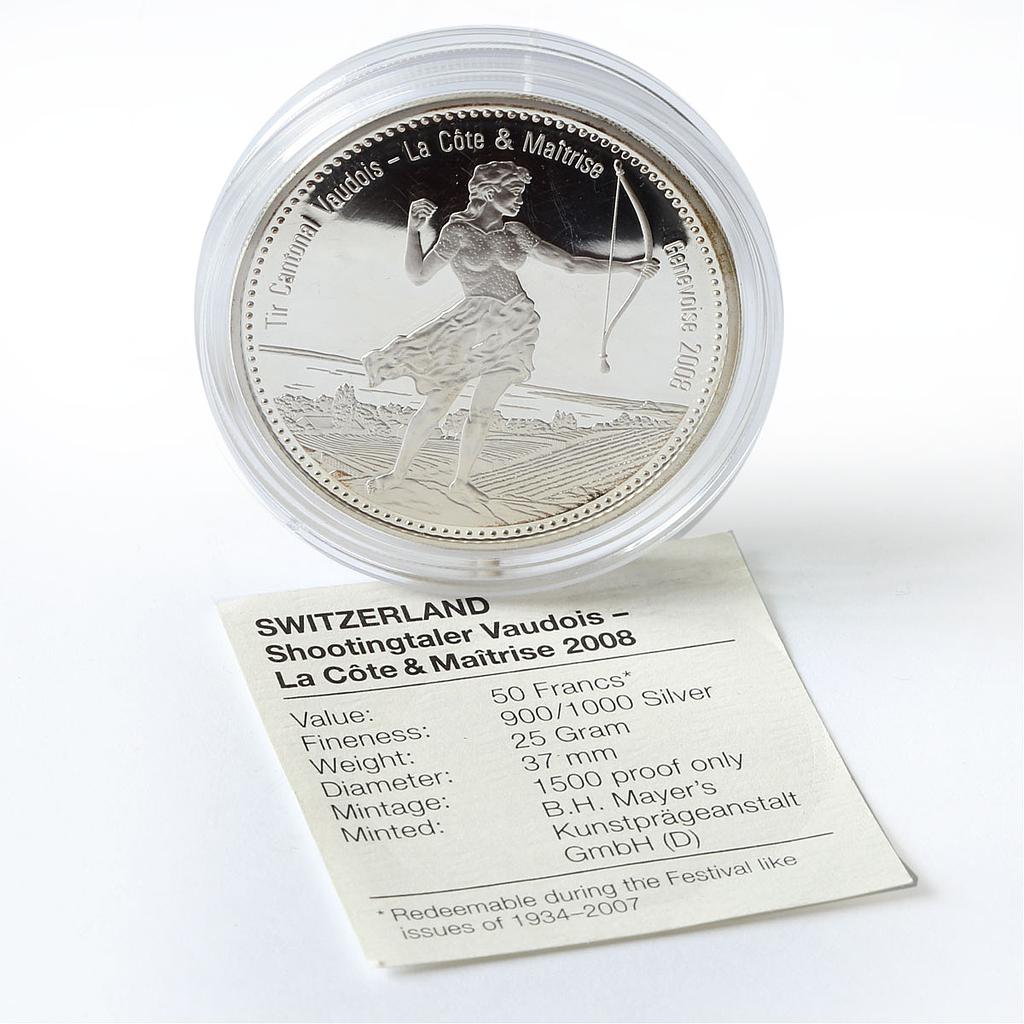 Tir Cantonal Vaudois – La Côte & Maîtrise
Genevoise 2008
SWITZERLAND
Shootingtaler Vaudois –
La Côte & Maîtrise 2008
Value: 50 Francs*
Fineness: 900/1000 Silver
Weight: 25 Gram
Diameter: 37 mm
Mintage: 1500 proof only
Minted: B.H. Mayer's
Kunstprägeanstalt
GmbH (D)
* Redeemable during the Festival like
issues of 1934–2007